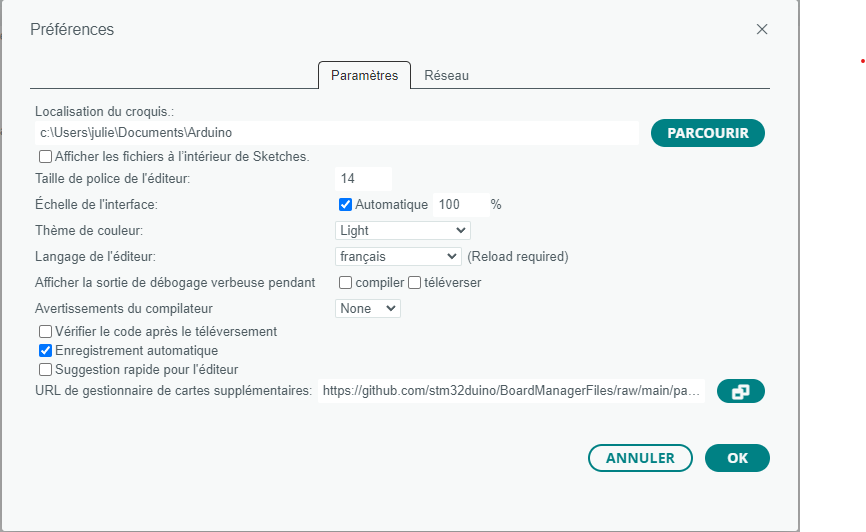 Préférences
Paramètres Réseau
Localisation du croquis.:
c:\Users\julie\Documents\Arduino PARCOURIR
Afficher les fichiers à l'intérieur de Sketches.
Taille de police de l'éditeur: 14
Échelle de l'interface: Automatique 100 %
Thème de couleur: Light
Langage de l'éditeur: français (Reload required)
Afficher la sortie de débogage verbeuse pendant compiler téléverser
Avertissements du compilateur None
Vérifier le code après le téléversement
Enregistrement automatique
Suggestion rapide pour l'éditeur
URL de gestionnaire de cartes supplémentaires: https://github.com/stm32duino/BoardManagerFiles/raw/main/pa...
ANNULER OK